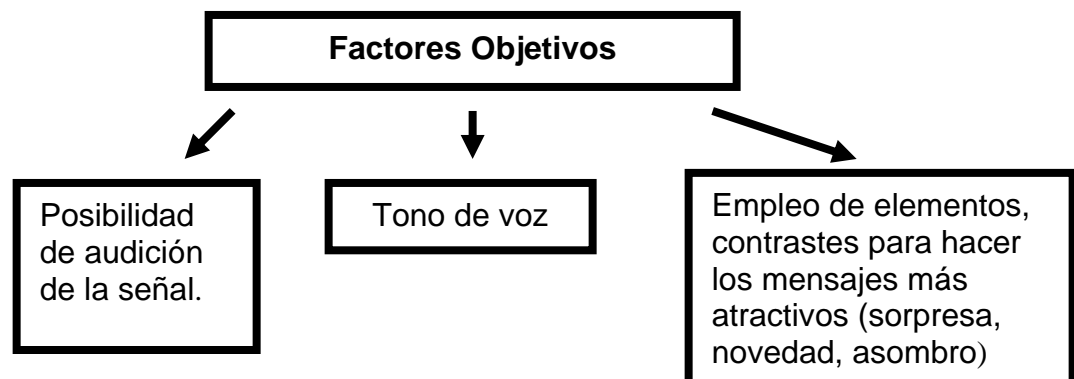 Factores Objetivos
Posibilidad
de audición
de la señal.
Tono de voz
Empleo de elementos,
contrastes para hacer
los mensajes más
atractivos (sorpresa,
novedad, asombro)